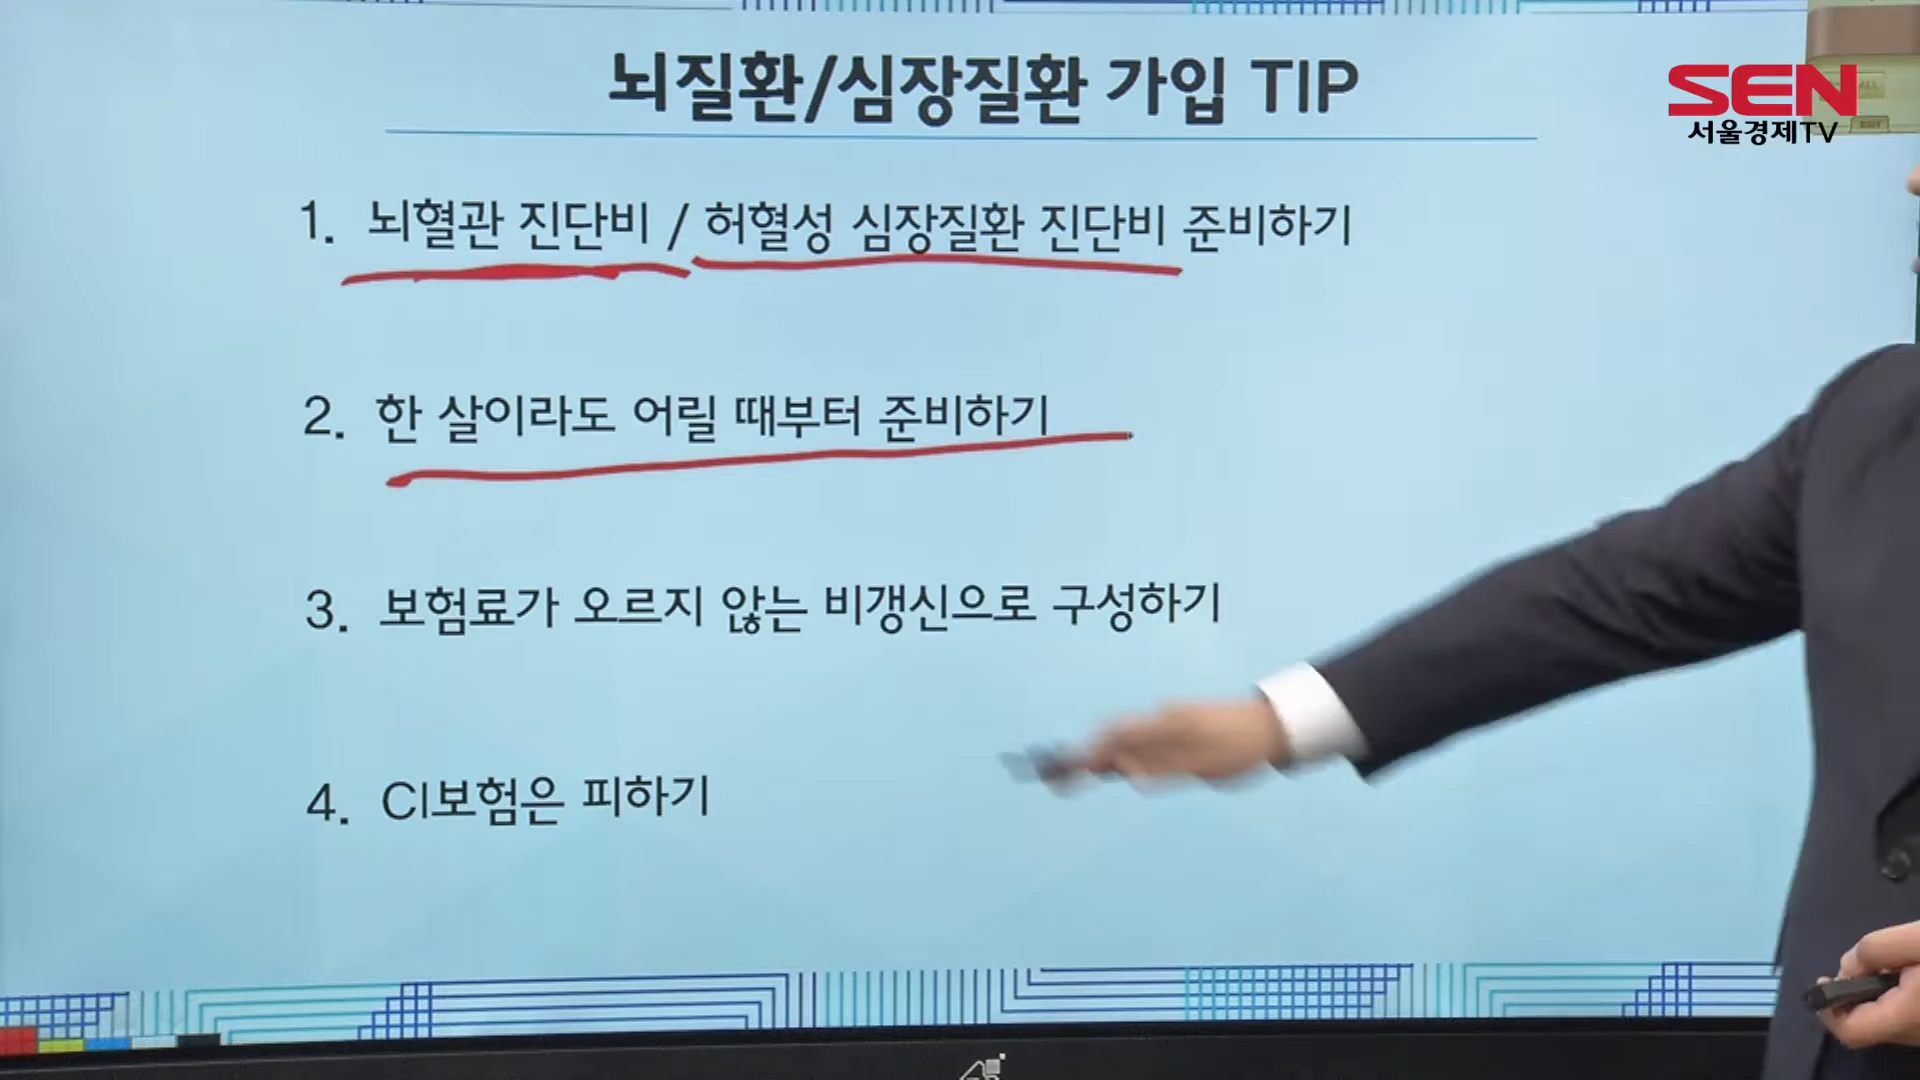 뇌질환/심장질환 가입 TIP
SEN
서울경제TV
1. 뇌혈관 진단비 / 허혈성 심장질환 진단비 준비하기
2. 한 살이라도 어릴 때부터 준비하기
3. 보험료가 오르지 않는 비갱신으로 구성하기
4. CI보험은 피하기